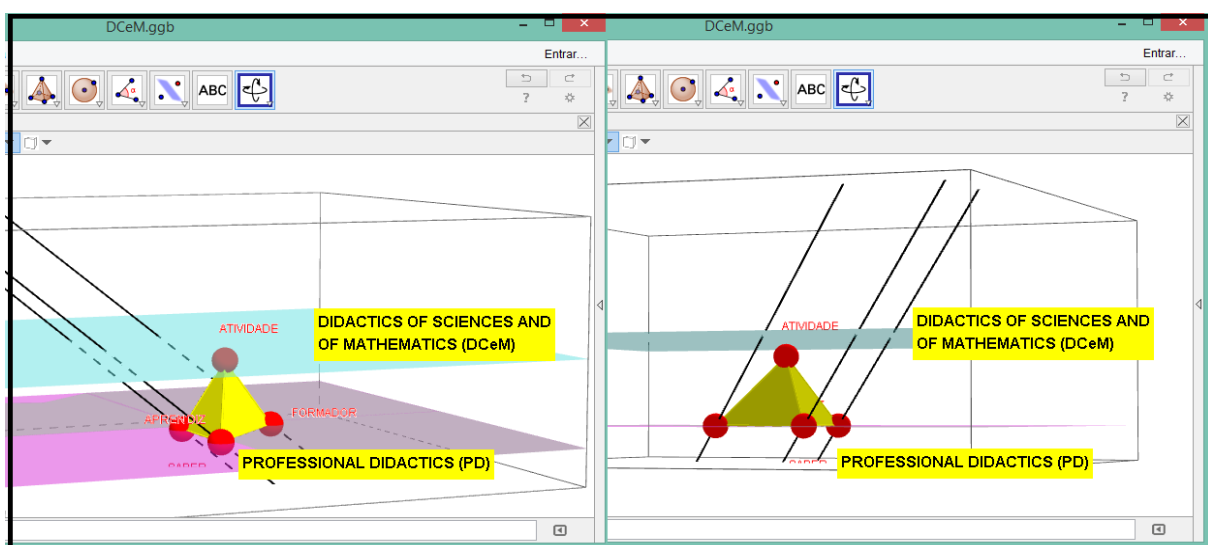 DCeM.ggb
Entrar...
ABC
?
ATIVIDADE
DIDACTICS OF SCIENCES AND
OF MATHEMATICS (DCeM)
APRENDIZ
FORMADOR
SABER
PROFESSIONAL DIDACTICS (PD)
DCeM.ggb
Entrar...
ABC
?
ATIVIDADE
DIDACTICS OF SCIENCES AND
OF MATHEMATICS (DCeM)
PROFESSIONAL DIDACTICS (PD)